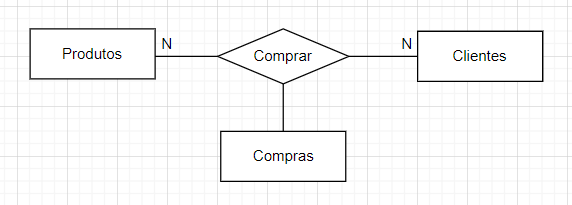 Produtos
N
Comprar
N
Clientes
Compras